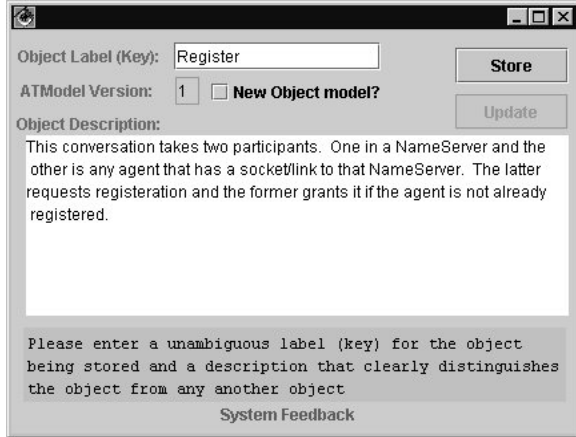 Object Label (Key): Register
Store
ATModel Version: 1 New Object model?
Update
Object Description:
This conversation takes two participants. One in a NameServer and the
other is any agent that has a socket/link to that NameServer. The latter
requests registeration and the former grants it if the agent is not already
registered.
Please enter a unambiguous label (key) for the object
being stored and a description that clearly distinguishes
the object from any another object
System Feedback